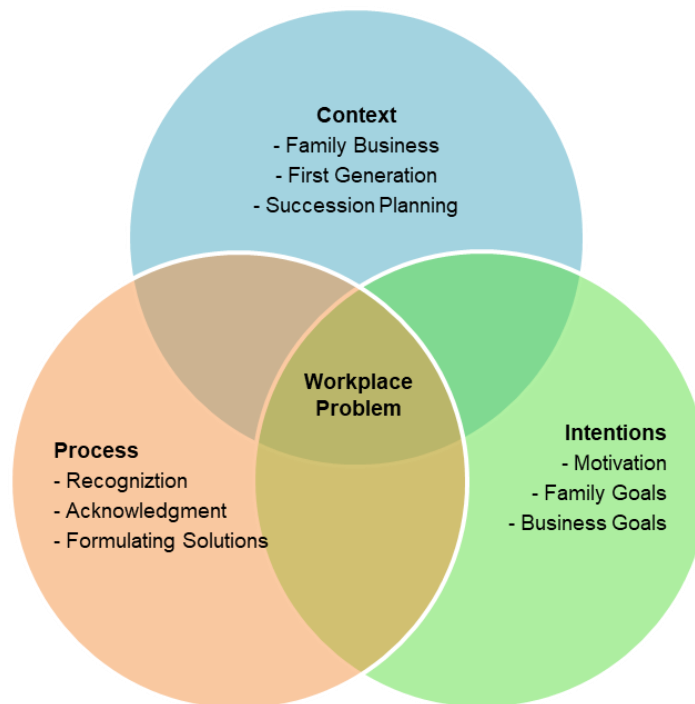 Context
- Family Business
- First Generation
- Succession Planning
Workplace
Problem
Process
- Recogniztion
- Acknowledgment
- Formulating Solutions
Intentions
- Motivation
- Family Goals
- Business Goals